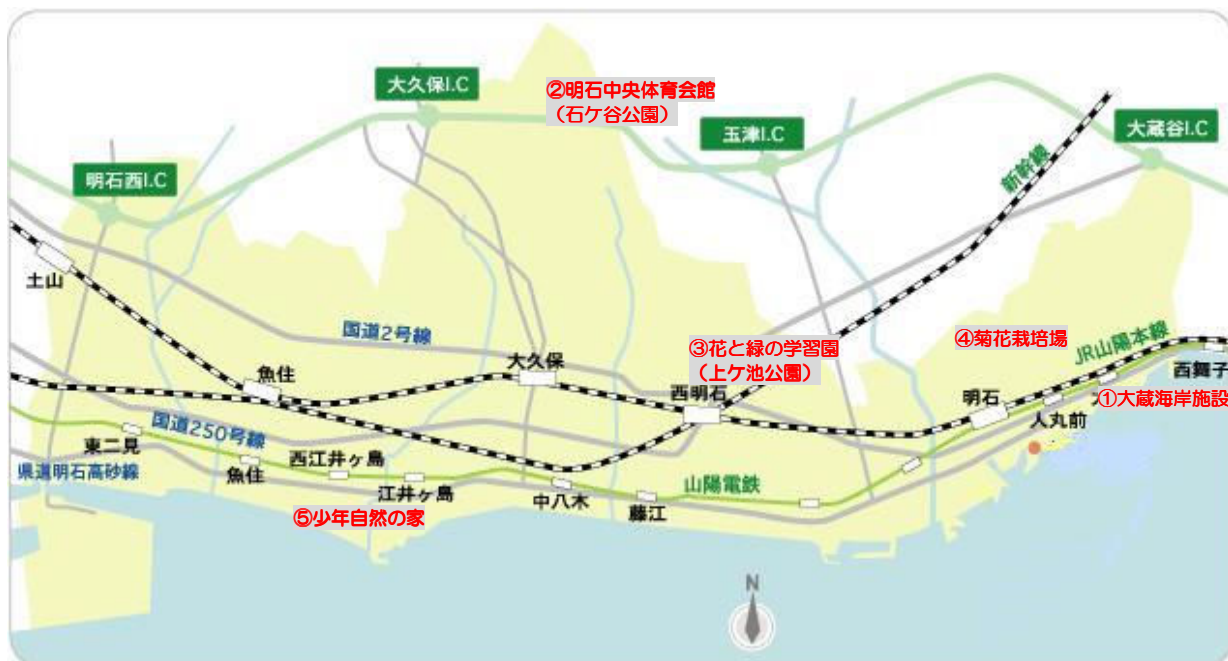 大久保I.C
②明石中央体育会館
(石ケ谷公園)
玉津I.C
大蔵谷I.C
明石西I.C
新幹線
土山
国道2号線
③花と緑の学習園
(上ケ池公園)
④菊花栽培場
JR山陽本線
大久保
魚住
西明石
明石
西舞子
①大蔵海岸施設
人丸前
国道250号線
東二見
県道明石高砂線
魚住
西江井ヶ島
江井ヶ島
中八木
藤江
山陽電鉄
⑤少年自然の家
N